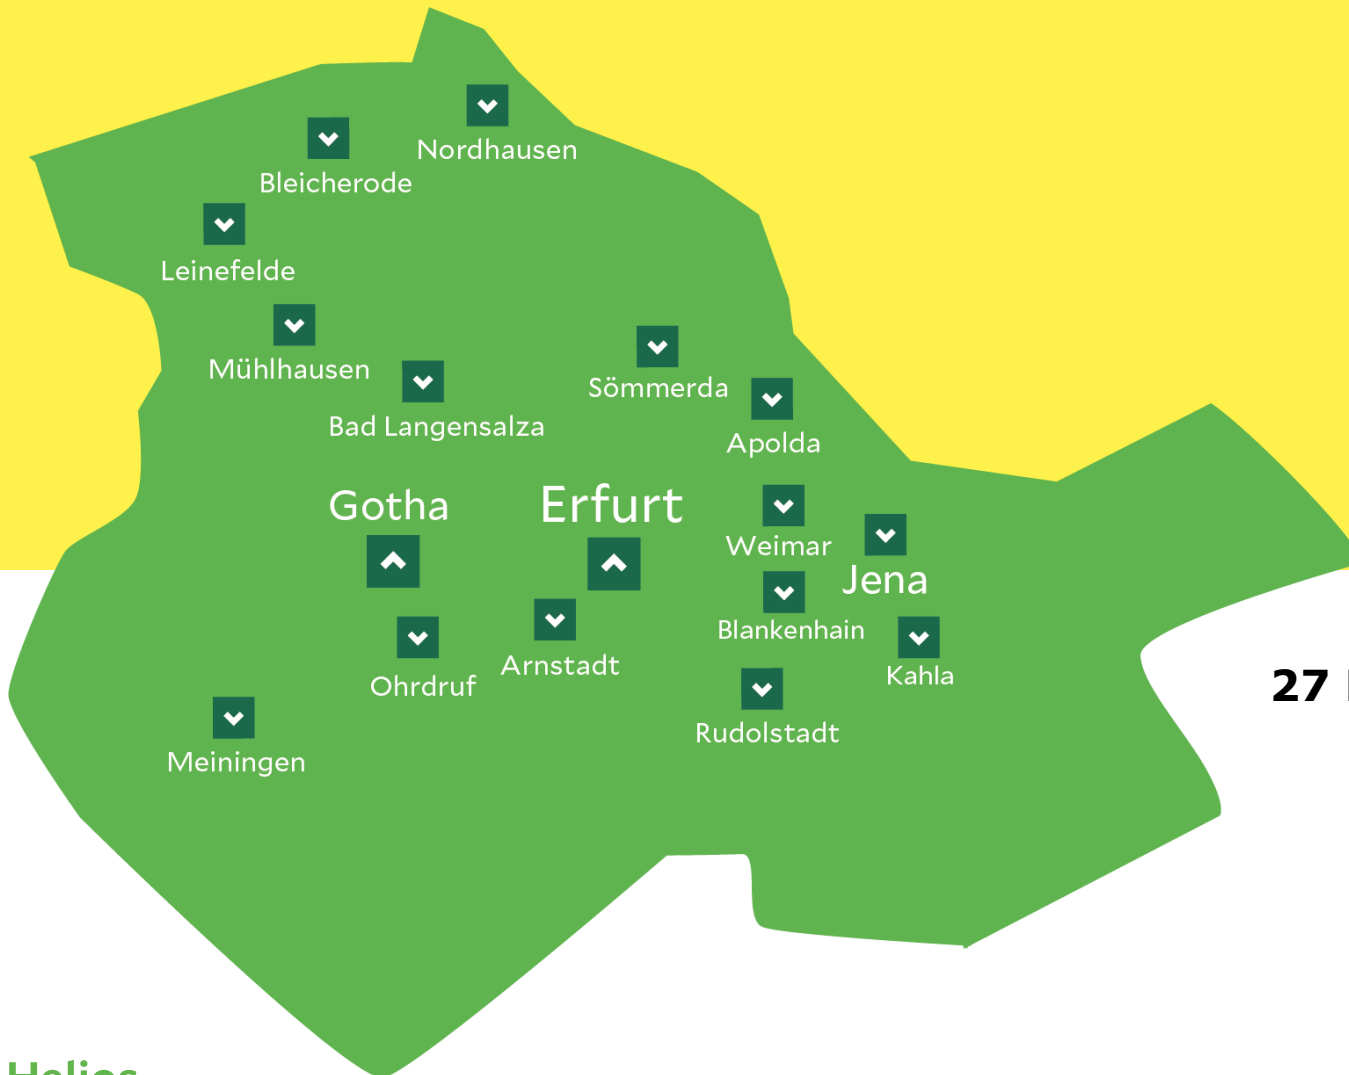 Nordhausen
Bleicherode
Leinefelde
Mühlhausen
Sömmerda
Bad Langensalza
Apolda
Gotha
Erfurt
Weimar
Jena
Blankenhain
Arnstadt
Kahla
Ohrdruf
27
Rudolstadt
Meiningen
Helios